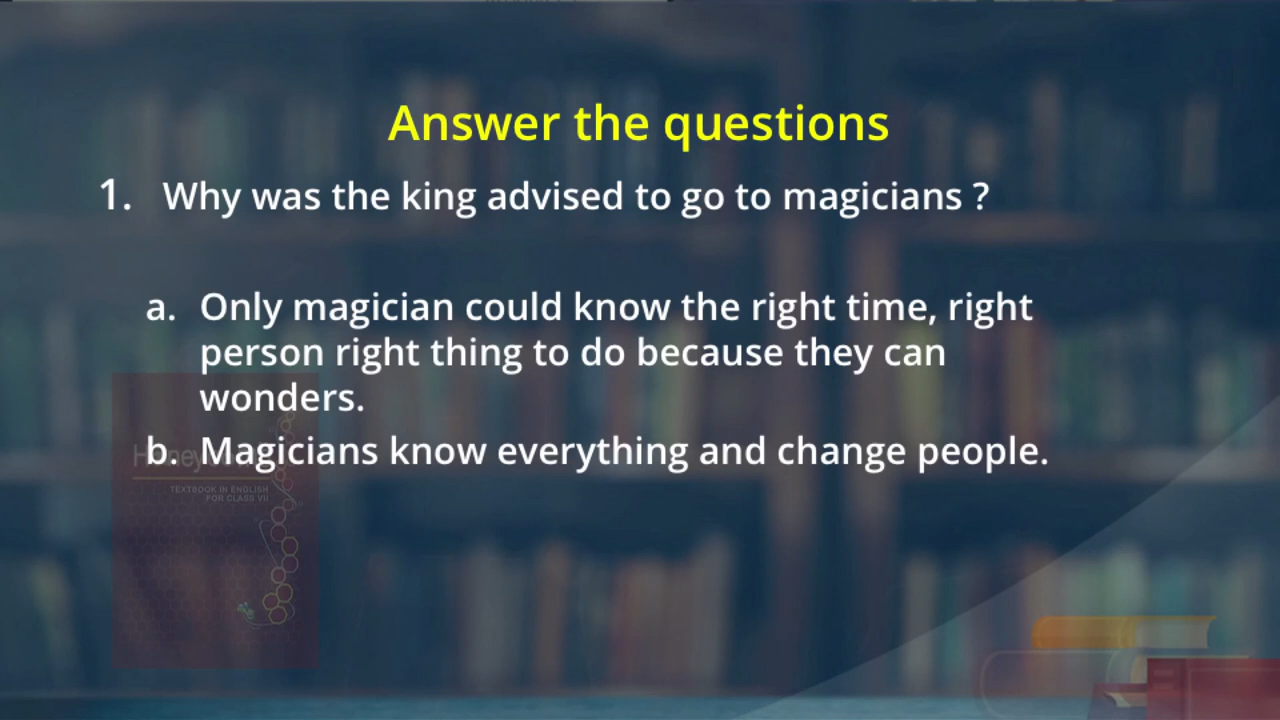 Answer the questions
1. Why was the king advised to go to magicians ?
a. Only magician could know the right time, right
person right thing to do because they can
wonders.
b. Magicians know everything and change people.
TEXTBOOK IN ENGLISH
FOR CLASS VII